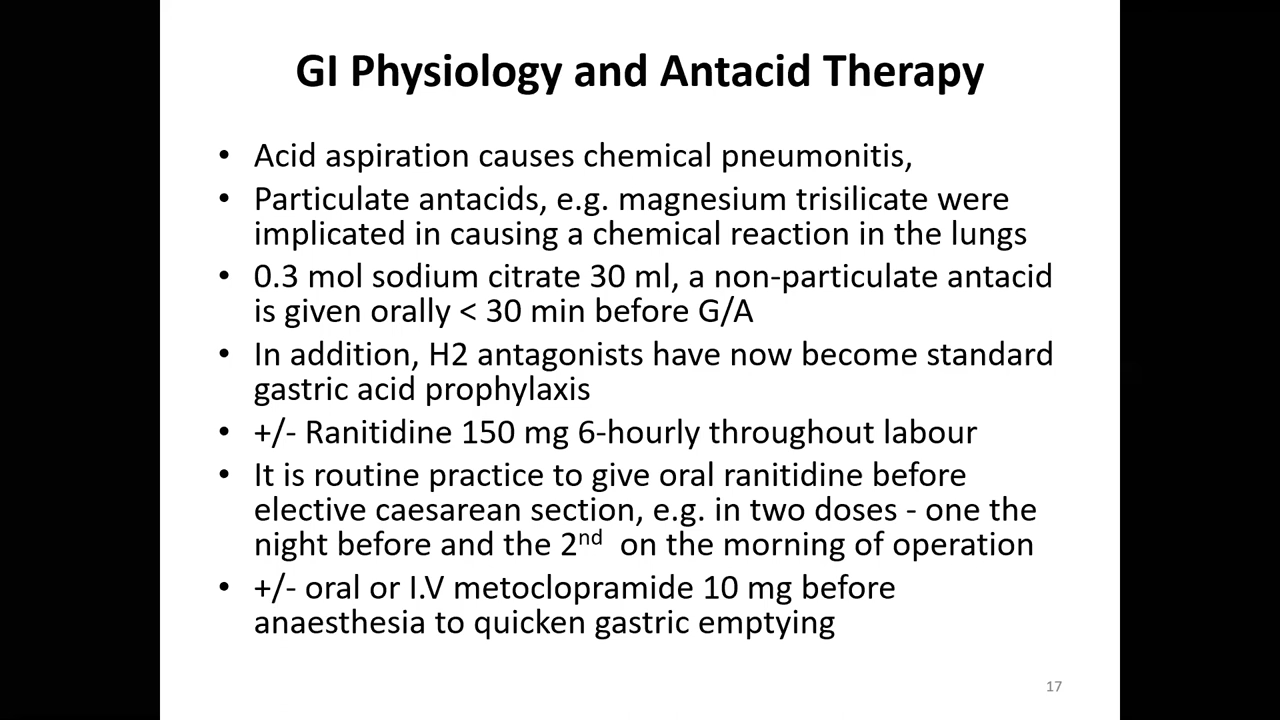 GI Physiology and Antacid Therapy
• Acid aspiration causes chemical pneumonitis,
• Particulate antacids, e.g. magnesium trisilicate were
implicated in causing a chemical reaction in the lungs
• 0.3 mol sodium citrate 30 ml, a non-particulate antacid
is given orally < 30 min before G/A
• In addition, H2 antagonists have now become standard
gastric acid prophylaxis
• +/- Ranitidine 150 mg 6-hourly throughout labour
• It is routine practice to give oral ranitidine before
elective caesarean section, e.g. in two doses - one the
night before and the 2nd on the morning of operation
• +/- oral or I.V metoclopramide 10 mg before
anaesthesia to quicken gastric emptying
17